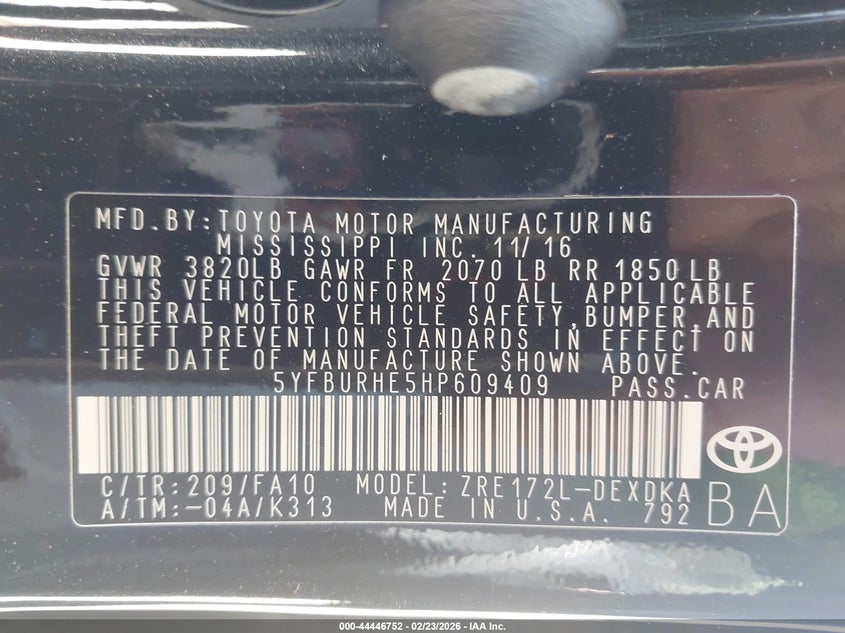 MFD.BY:TOYOTA MOTOR MANUFACTURING
MISSISSIPPI INC. 11/16
GVWR 3820LB GAWR FR 2070LB RR 1850LB
THIS VEHICLE CONFORMS TO ALL APPLICABLE
FEDERAL MOTOR VEHICLE SAFETY,BUMPER,AND
THEFT PREVENTION STANDARDS IN EFFECT ON
THE DATE OF MANUFACTURE SHOWN ABOVE.
5YFBURHE5HP609409 PASS.CAR
C/TR:209/FA10 MODEL:ZRE172L-DEXDKA
A/TM:-04A/K313 MADE IN U.S.A. 792
BA
000-44446752 - 02/23/2026 - IAA Inc.